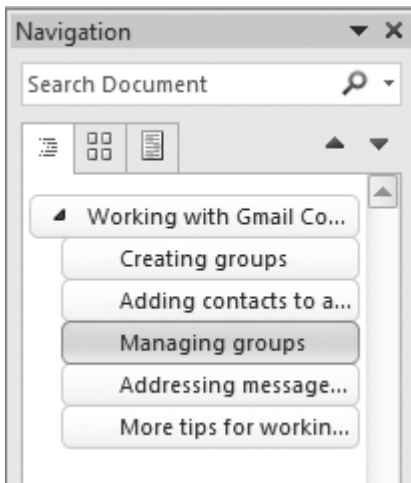 Navigation
Search Document
Working with Gmail Co...
Creating groups
Adding contacts to a...
Managing groups
Addressing message...
More tips for workin...